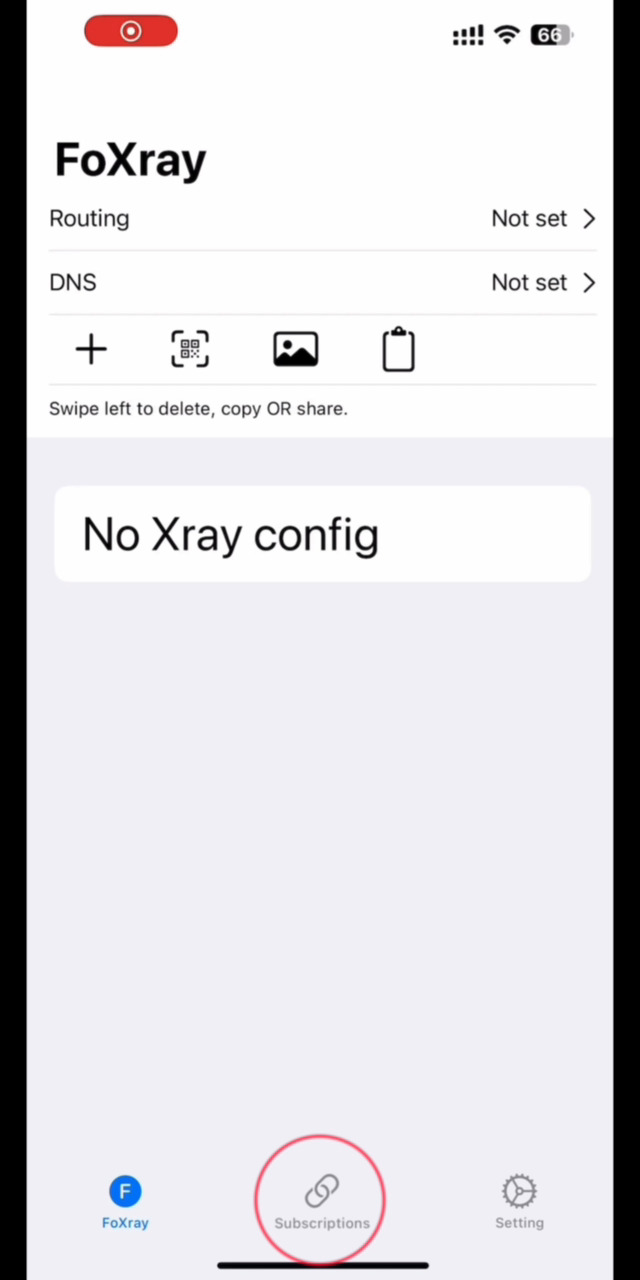 66
FoXray
Routing Not set
DNS Not set
Swipe left to delete, copy OR share.
No Xray config
F
FoXray Subscriptions Setting